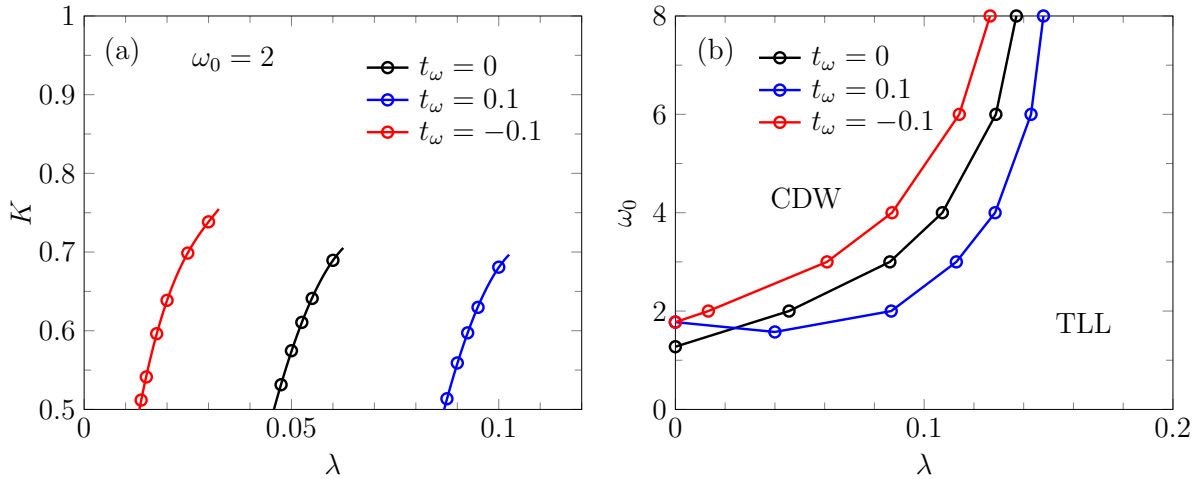 (a)
ω₀ = 2
t_ω = 0
t_ω = 0.1
t_ω = −0.1
K
1
0.9
0.8
0.7
0.6
0.5
0
0.05
0.1
λ
(b)
t_ω = 0
t_ω = 0.1
t_ω = −0.1
CDW
TLL
ω₀
8
6
4
2
0
0
0.1
0.2
λ